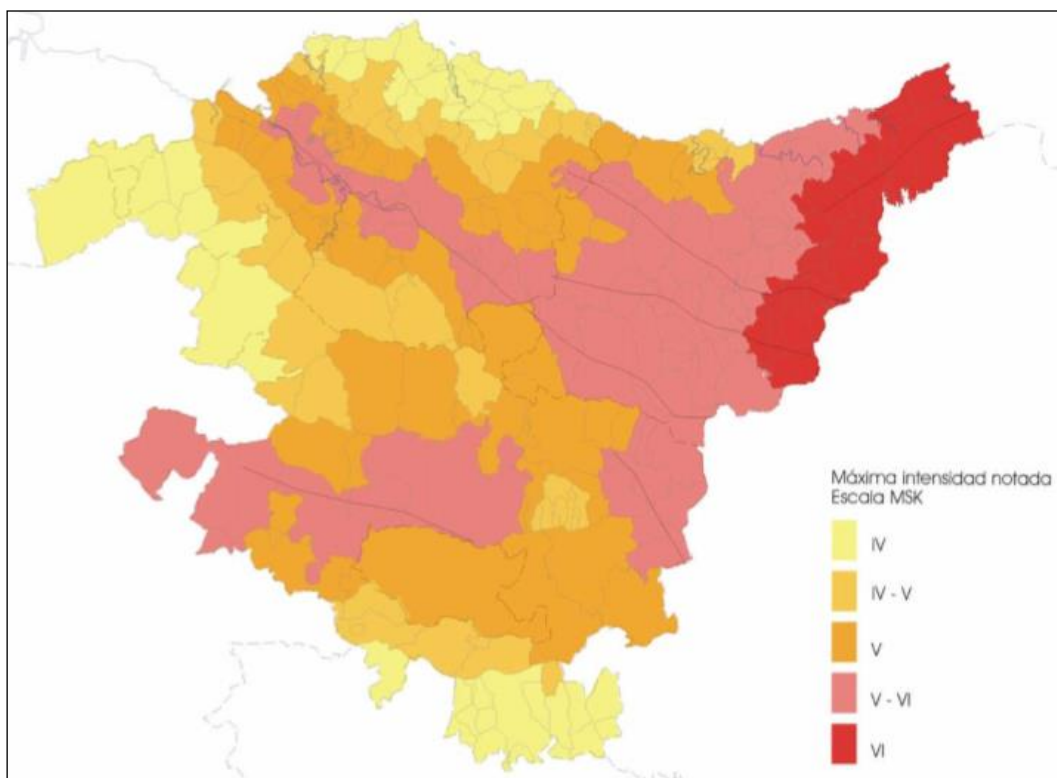 Máxima intensidad notada
Escala MSK
IV
IV - V
V
V - VI
VI